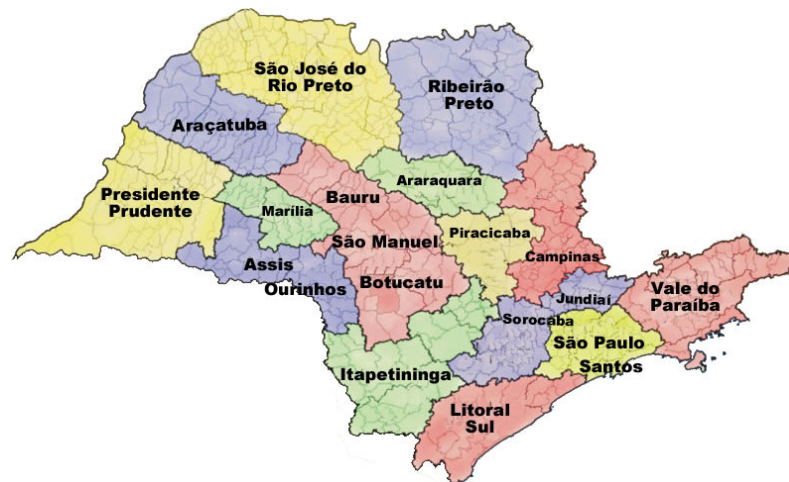 São José do
Rio Preto
Ribeirão
Preto
Araçatuba
Araraquara
Presidente
Prudente
Bauru
Marília
São Manuel
Piracicaba
Campinas
Assis
Botucatu
Ourinhos
Jundiaí
Vale do
Paraíba
Sorocaba
São Paulo
Santos
Itapetininga
Litoral
Sul